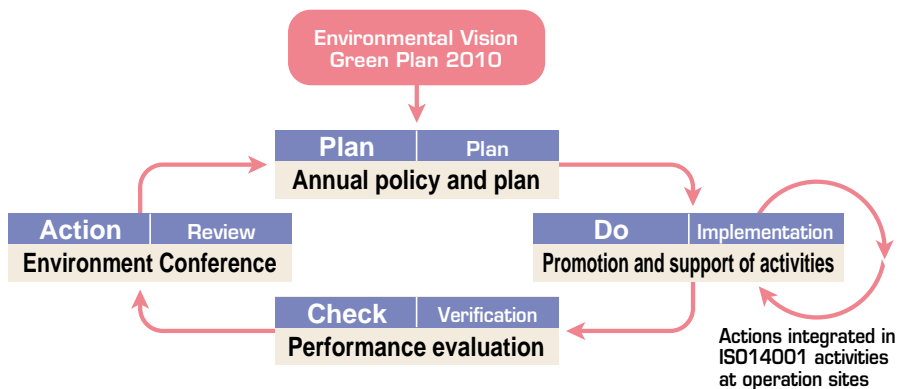 Environmental Vision
Green Plan 2010
Plan Plan
Annual policy and plan
Action Review
Environment Conference
Do Implementation
Promotion and support of activities
Check Verification
Performance evaluation
Actions integrated in
ISO14001 activities
at operation sites